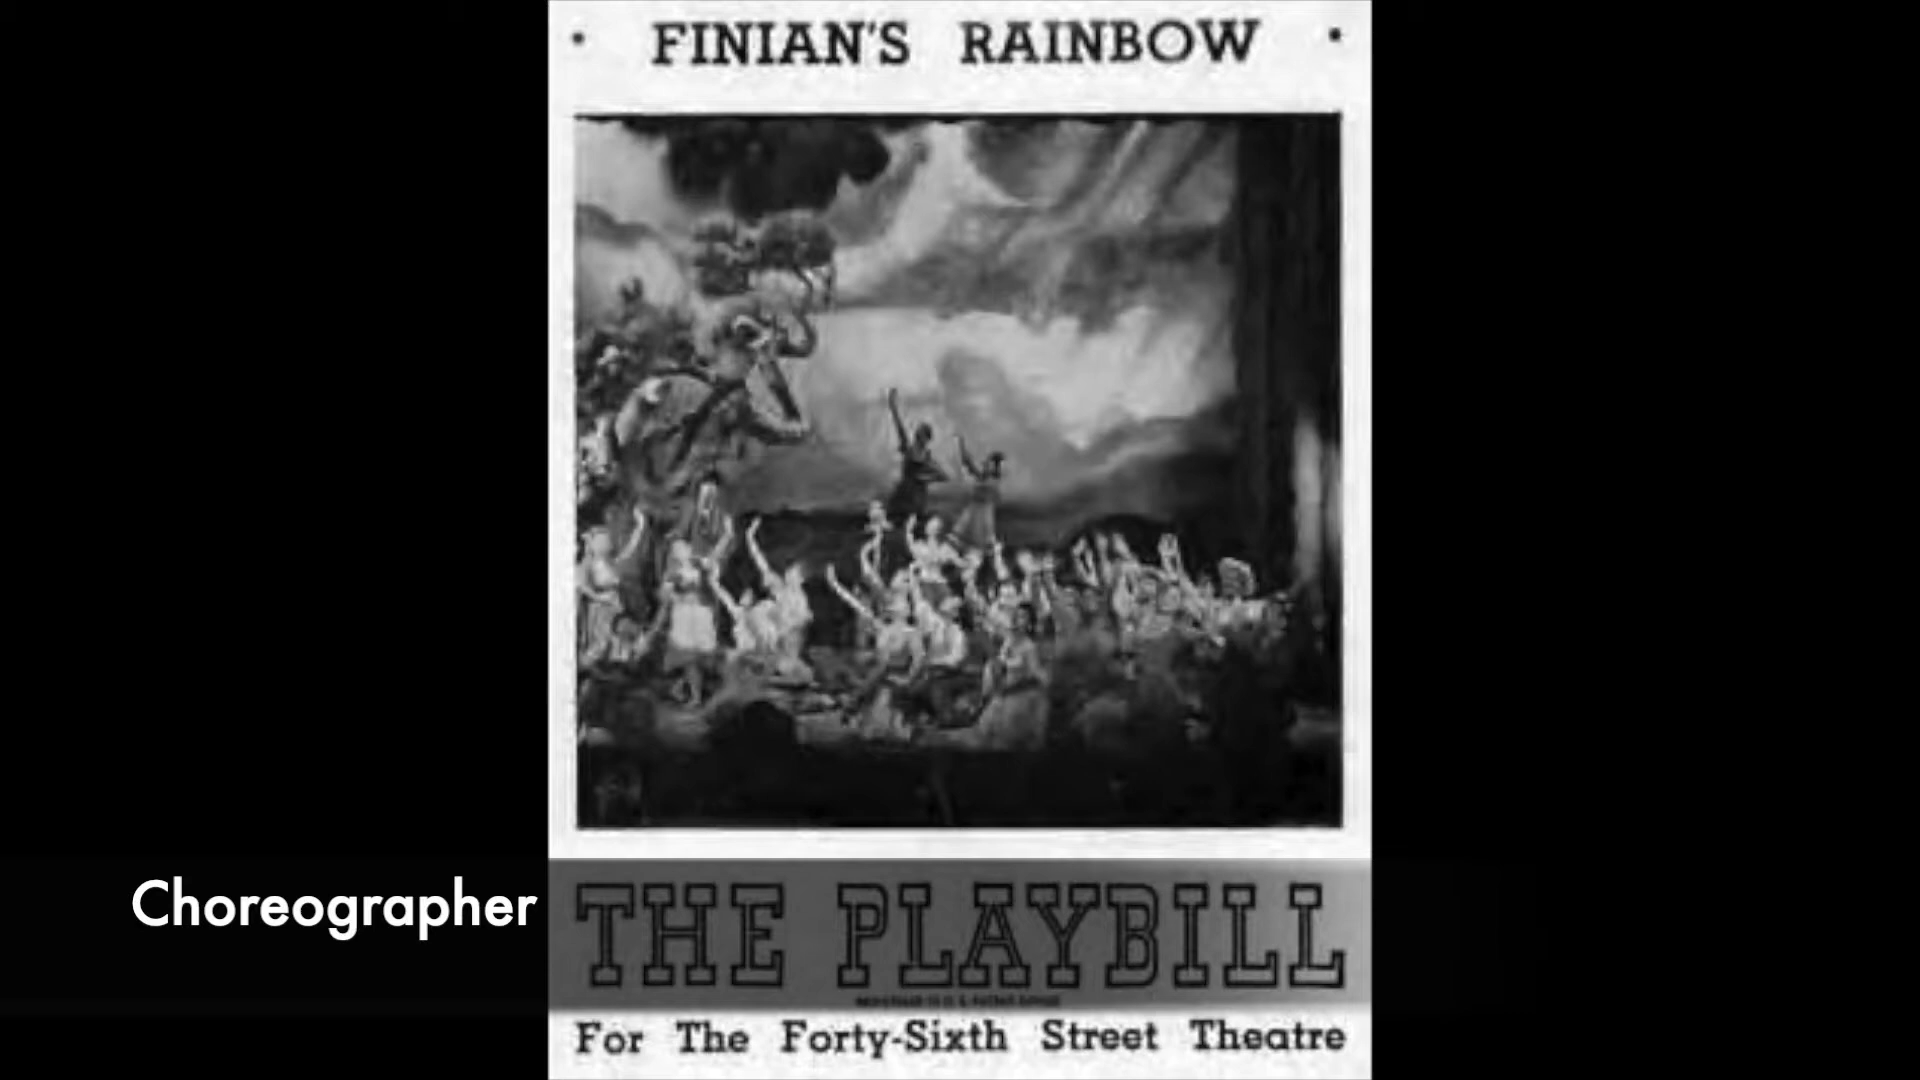 • FINIAN'S RAINBOW •
Choreographer
THE PLAYBILL
For The Forty-Sixth Street Theatre